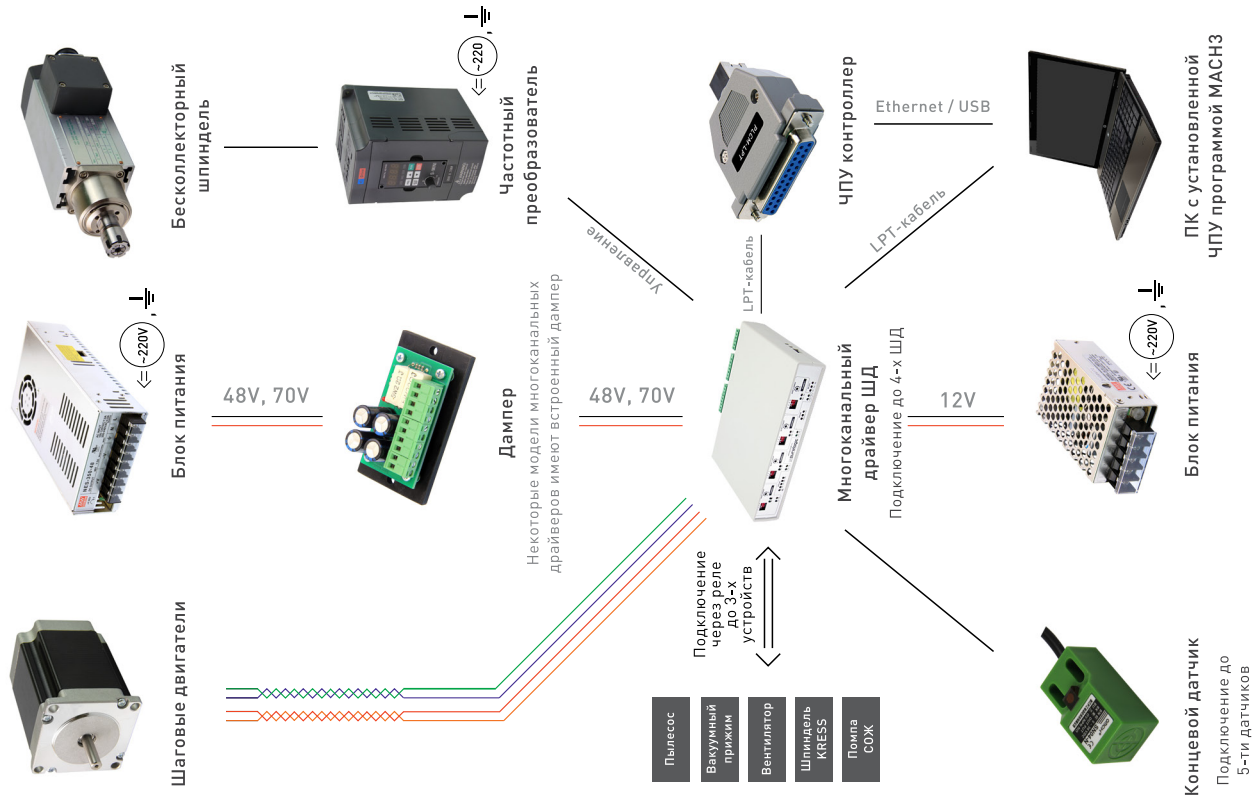 Шаговые двигатели
Блок питания
⇐ ~220V,
Бесколлекторный
шпиндель
48V, 70V
⇐ ~220,
Частотный
преобразователь
Дампер
Некоторые модели многоканальных
драйверов имеют встроенный дампер
Управление
48V, 70V
Подключение
через реле
до 3-х
устройств
Пылесос
Вакуумный
прижим
Вентилятор
Шпиндель
KRESS
Помпа
СОЖ
PLCM-LPT
ЧПУ контроллер
LPT-кабель
Ethernet / USB
LPT-кабель
Многоканальный
драйвер ШД
Подключение до 4-х ШД
12V
ПК с установленной
ЧПУ программой MACH3
⇐ ~220V,
Блок питания
Концевой датчик
Подключение до
5-ти датчиков